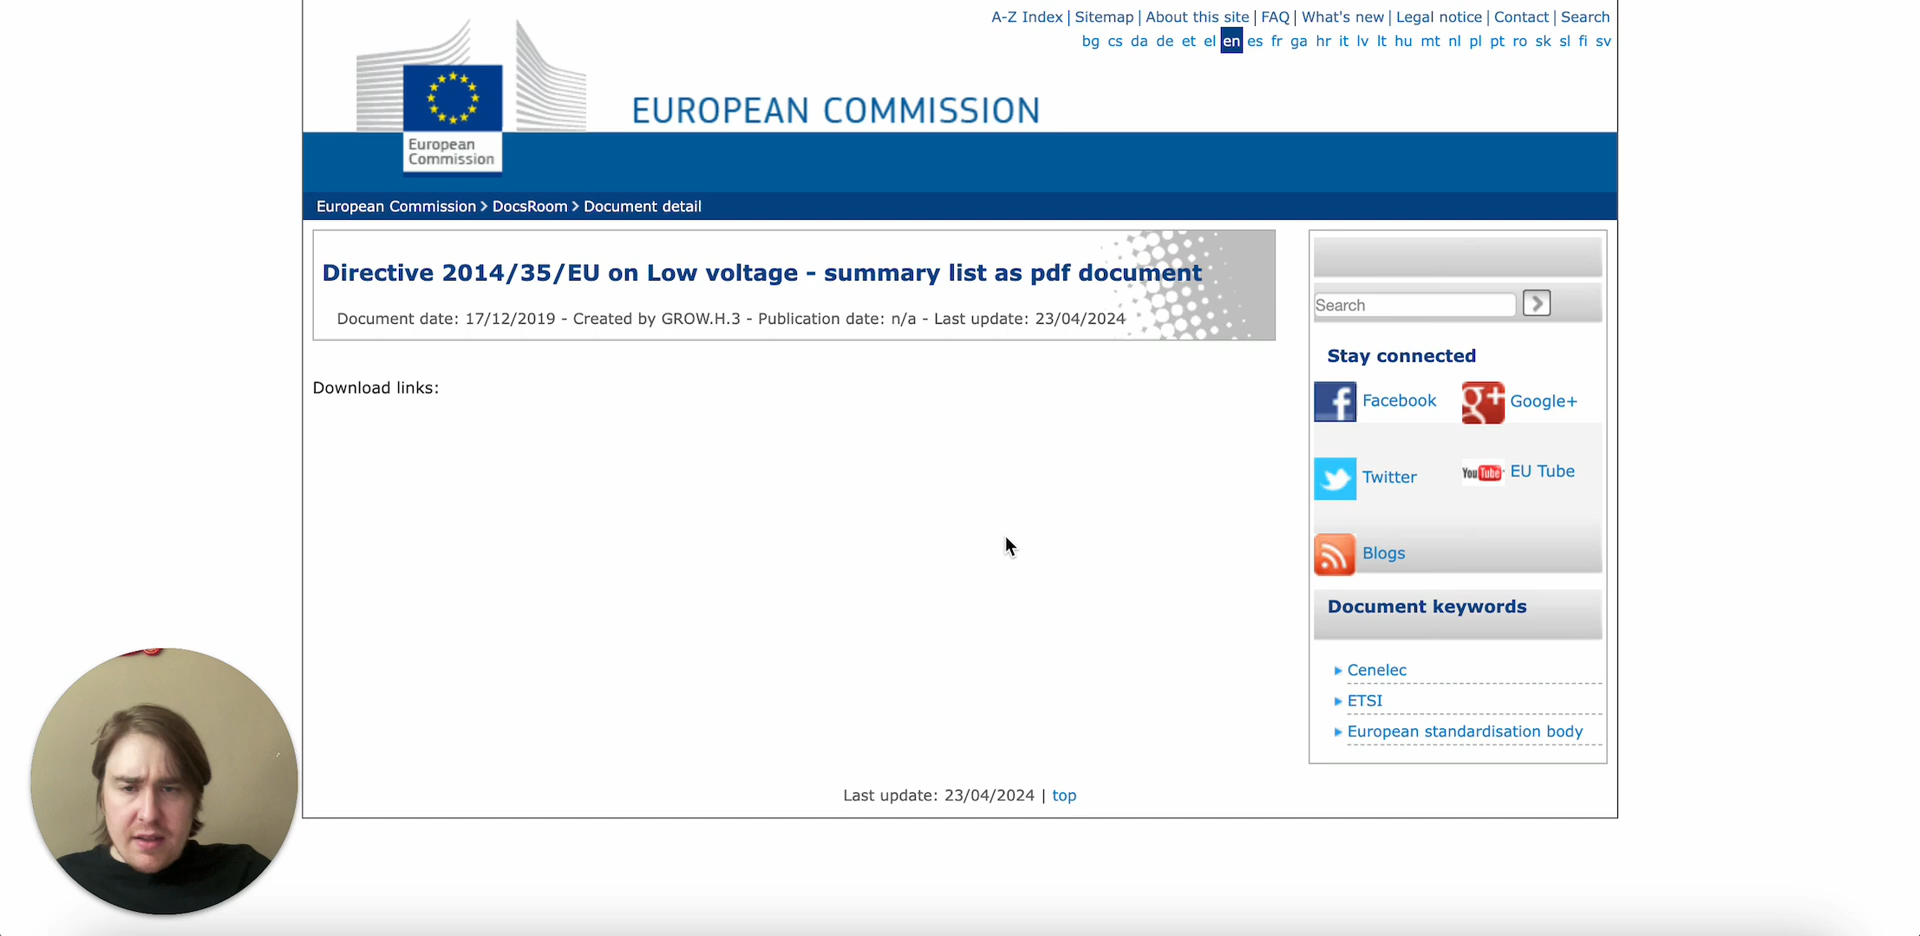 A-Z Index | Sitemap | About this site | FAQ | What's new | Legal notice | Contact | Search
bg cs da de et el en es fr ga hr it lv lt hu mt nl pl pt ro sk sl fi sv
EUROPEAN COMMISSION
European
Commission
European Commission > DocsRoom > Document detail
Directive 2014/35/EU on Low voltage - summary list as pdf document
Document date: 17/12/2019 - Created by GROW.H.3 - Publication date: n/a - Last update: 23/04/2024
Download links:
Search
Stay connected
Facebook
g+ Google+
Twitter
YouTube EU Tube
Blogs
Document keywords
Cenelec
ETSI
European standardisation body
Last update: 23/04/2024 | top